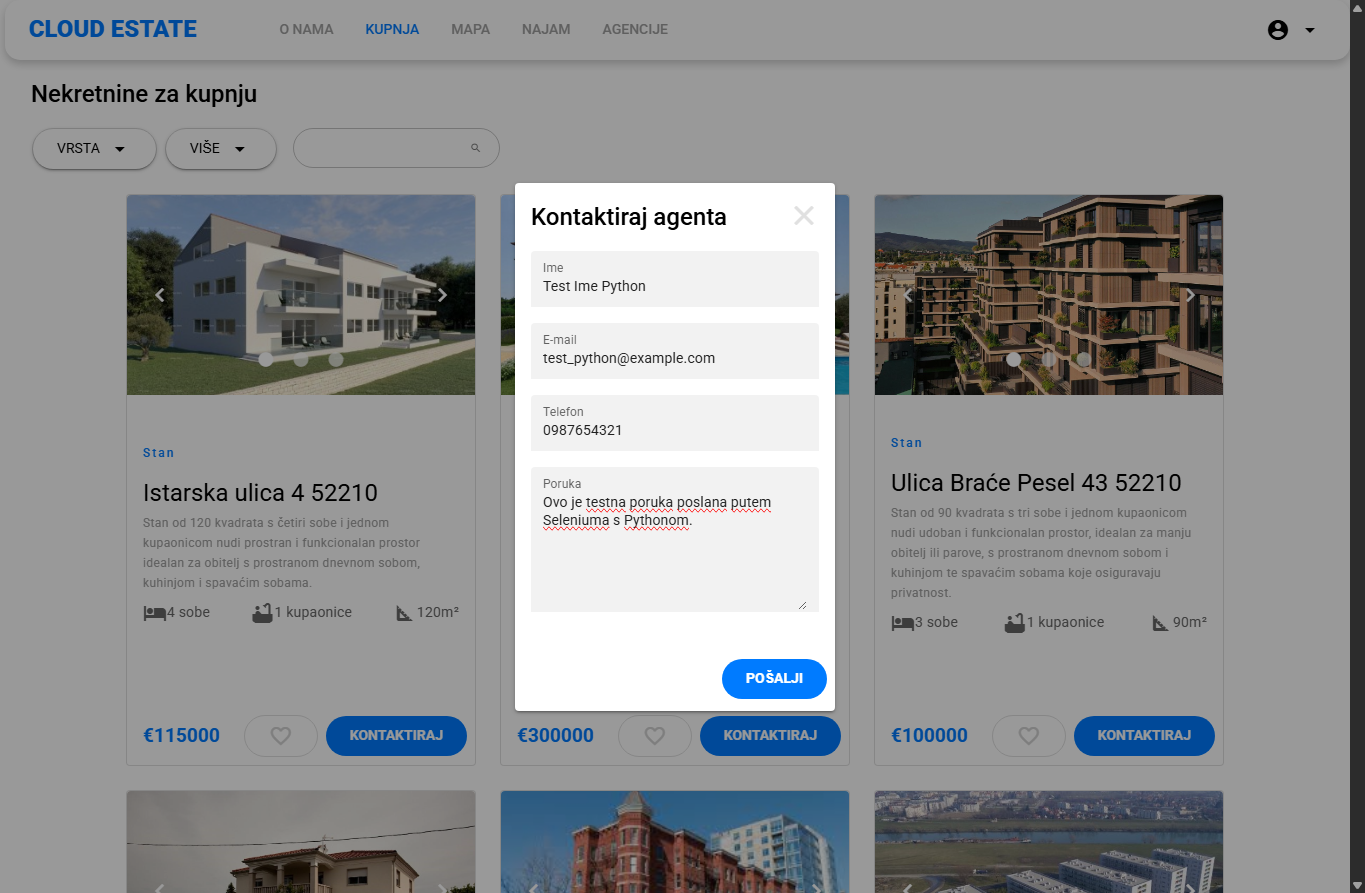 CLOUD ESTATE
O NAMA
KUPNJA
MAPA
NAJAM
AGENCIJE
Nekretnine za kupnju
VRSTA
VIŠE
Kontaktiraj agenta
Ime
Test Ime Python
E-mail
test_python@example.com
Telefon
0987654321
Poruka
Ovo je testna poruka poslana putem
Seleniuma s Pythonom.
POŠALJI
Stan
Istarska ulica 4 52210
Stan od 120 kvadrata s četiri sobe i jednom
kupaonicom nudi prostran i funkcionalan prostor
idealan za obitelj s prostranom dnevnom sobom,
kuhinjom i spavaćim sobama.
4 sobe
1 kupaonice
120m²
€115000
KONTAKTIRAJ
€300000
KONTAKTIRAJ
Stan
Ulica Braće Pesel 43 52210
Stan od 90 kvadrata s tri sobe i jednom kupaonicom
nudi udoban i funkcionalan prostor, idealan za manju
obitelj ili parove, s prostranom dnevnom sobom i
kuhinjom te spavaćim sobama koje osiguravaju
privatnost.
3 sobe
1 kupaonice
90m²
€100000
KONTAKTIRAJ